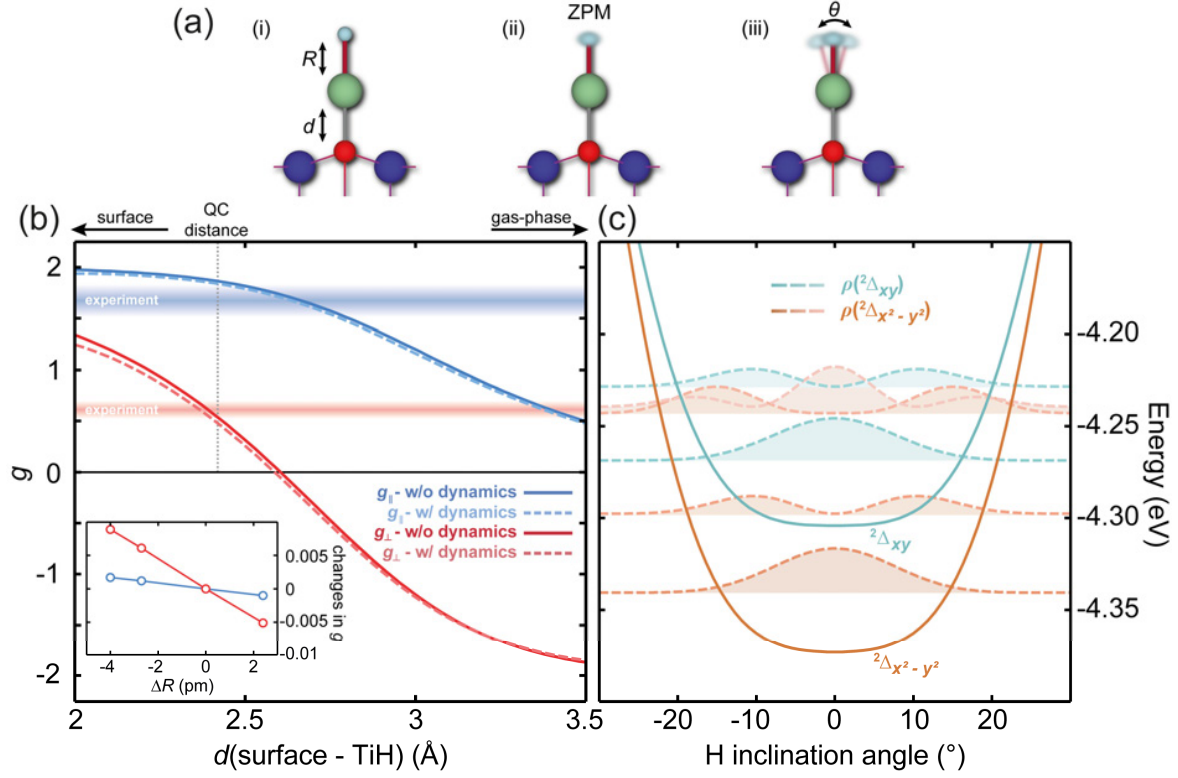 (a)
(i)
R
d
ZPM
(ii)
(iii)
θ
(b)
surface
QC
distance
gas-phase
2
1
0
-1
-2
g
experiment
experiment
g∥ - w/o dynamics
g∥ - w/ dynamics
g⊥ - w/o dynamics
g⊥ - w/ dynamics
0.005
0
-0.005
-0.01
changes in g
-4
-2
0
2
ΔR (pm)
2
2.5
3
3.5
d(surface - TiH) (Å)
(c)
ρ(²Δxy)
ρ(²Δx² - y²)
²Δxy
²Δx² - y²
-4.20
-4.25
-4.30
-4.35
Energy (eV)
-20
-10
0
10
20
H inclination angle (°)